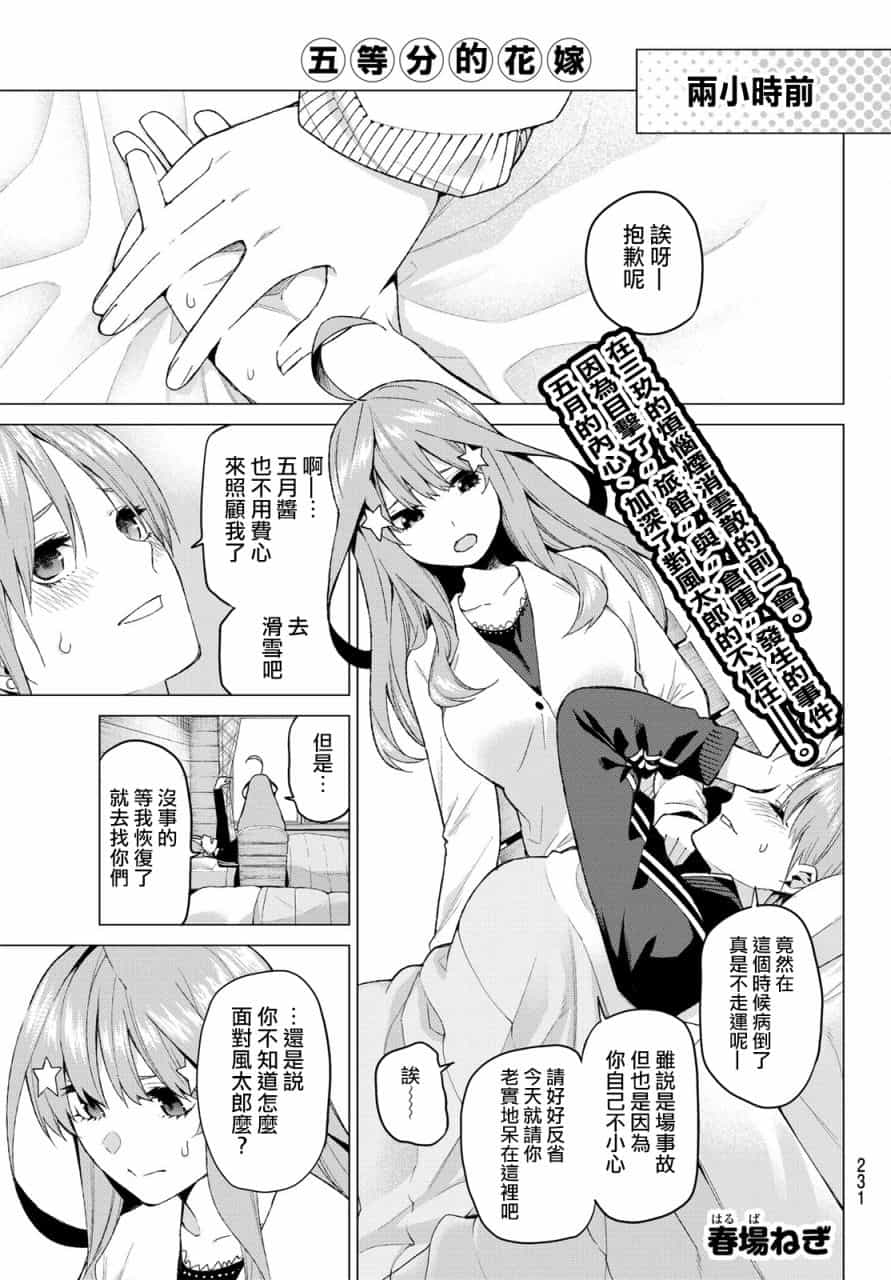 五等分的花嫁
兩小時前
誒呀ー
抱歉呢
在三玖的煩惱煙消雲散的前一會。
因為目擊了"旅館"與"倉庫"發生的事件
五月的內心，加深了對風太郎的不信任——。
竟然在
這個時候病倒了
真是不走運呢ー
雖說是場事故
但也是因為
你自己不小心
請好好反省
今天就請你
老實地呆在這裡吧
誒〜〜
啊ー…
五月醬
也不用費心
來照顧我了
去
滑雪吧
但是…
沒事的
等我恢復了
就去找你們
…還是說
你不知道怎麼
面對風太郎麼？
231
はる ば
春場ねぎ